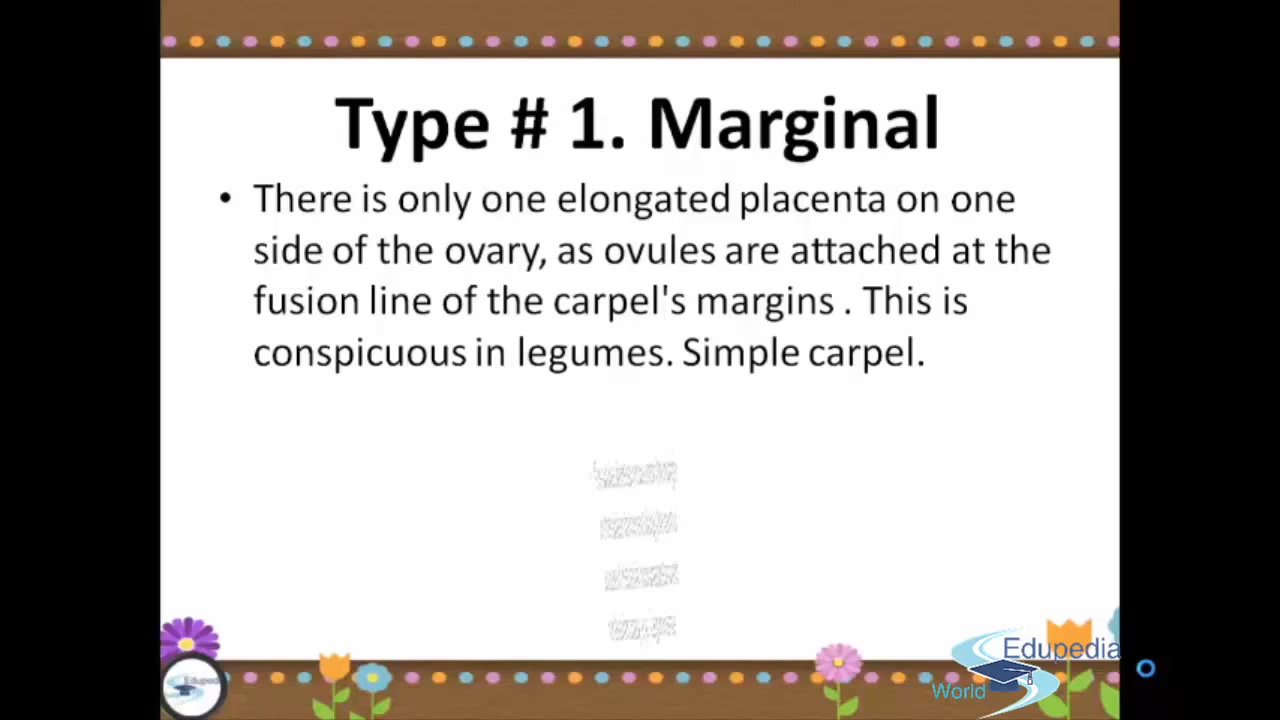 Type # 1. Marginal
• There is only one elongated placenta on one
side of the ovary, as ovules are attached at the
fusion line of the carpel's margins . This is
conspicuous in legumes. Simple carpel.
Edupedia
World
Edupedia